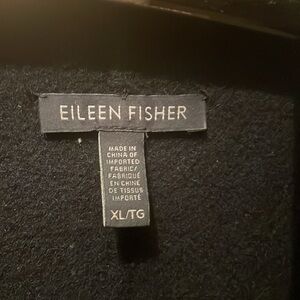 EILEEN FISHER
MADE IN
CHINA OF
IMPORTED
FABRIC/
FABRIQUÉ
EN CHINE
DE TISSUS
IMPORTÉ
XL/TG